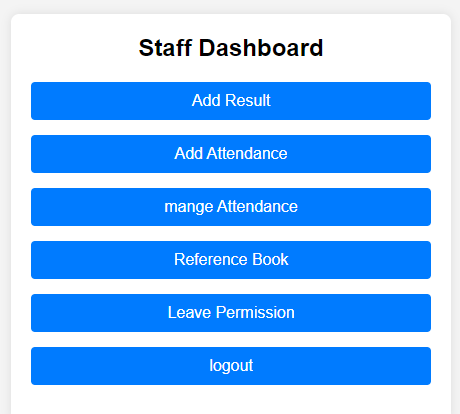 Staff Dashboard
Add Result
Add Attendance
mange Attendance
Reference Book
Leave Permission
logout